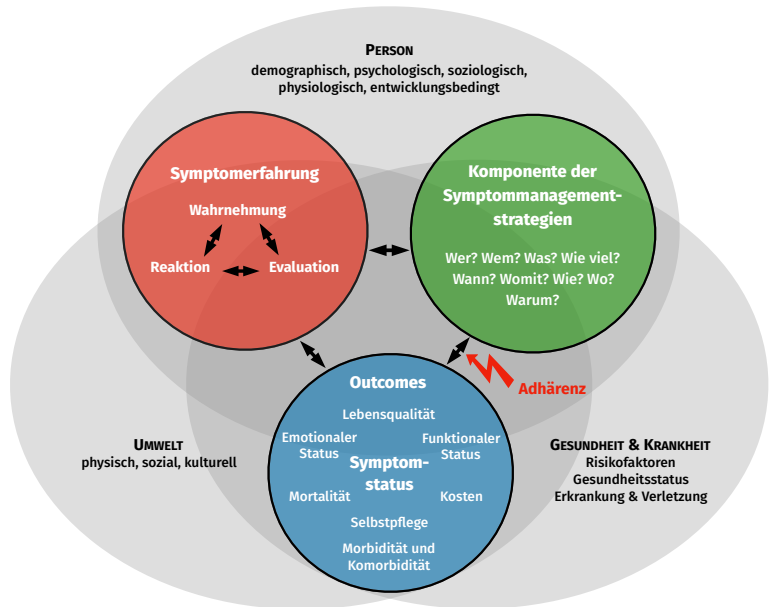 PERSON
demographisch, psychologisch, soziologisch,
physiologisch, entwicklungsbedingt
Symptomerfahrung
Wahrnehmung
Reaktion
Evaluation
Komponente der
Symptommanagement-
strategien
Wer? Wem? Was? Wie viel?
Wann? Womit? Wie? Wo?
Warum?
Adhärenz
Outcomes
Lebensqualität
Emotionaler
Status
Funktionaler
Status
Symptom-
status
Mortalität
Kosten
Selbstpflege
Morbidität und
Komorbidität
UMWELT
physisch, sozial, kulturell
GESUNDHEIT & KRANKHEIT
Risikofaktoren
Gesundheitsstatus
Erkrankung & Verletzung